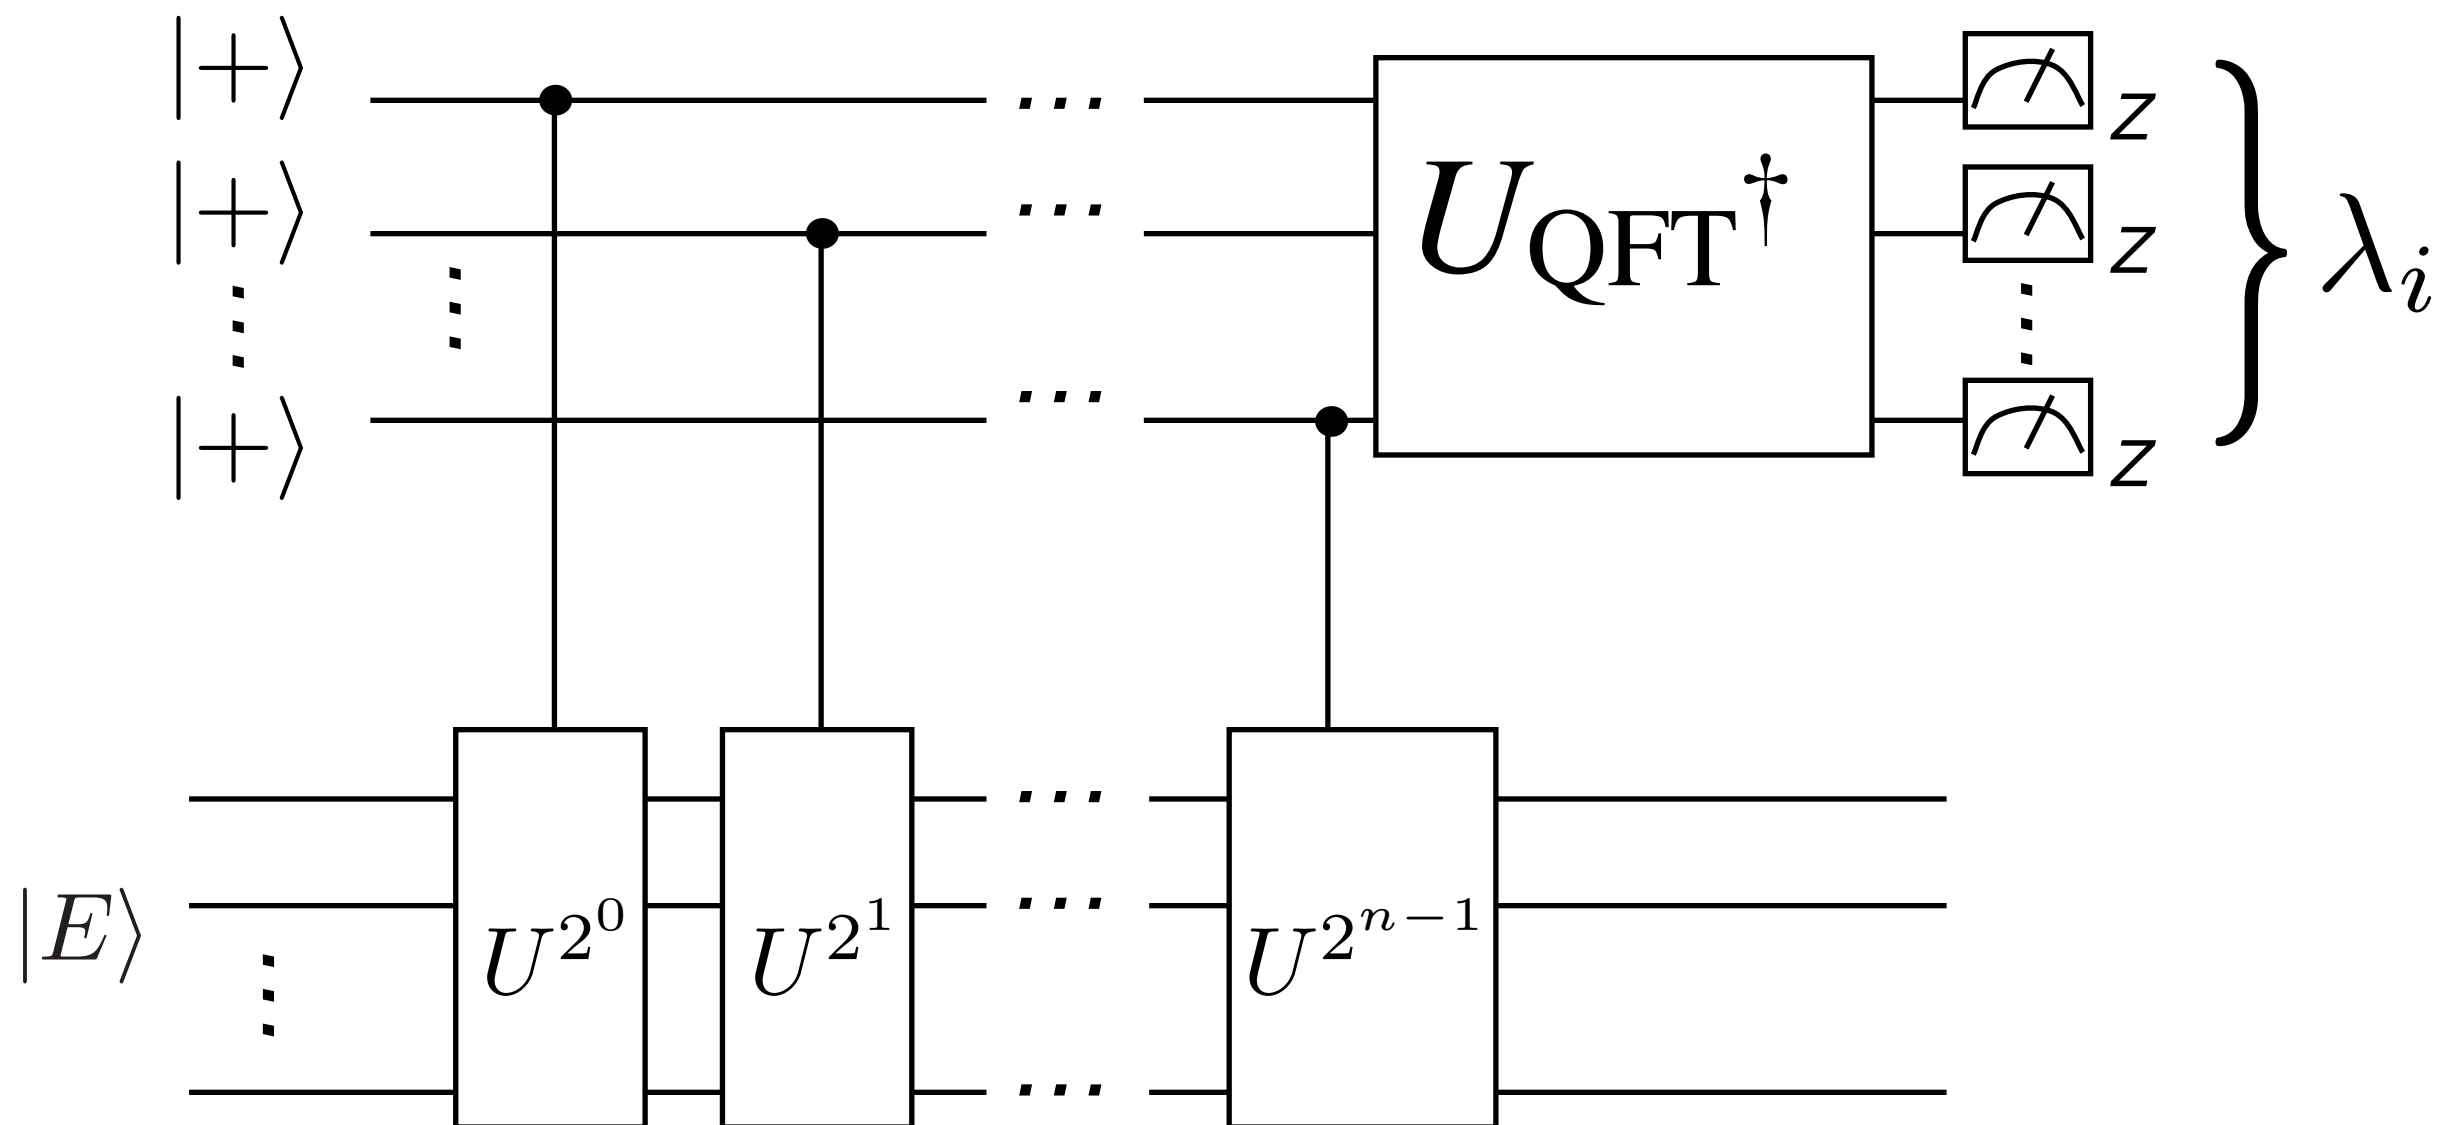 |+⟩
|+⟩
⋮
|+⟩
⋮
⋯
⋯
⋯
U_QFT†
z
z
⋮
z
} λ_i
|E⟩
⋮
U^{2^0}
U^{2^1}
⋯
⋯
⋯
U^{2^{n-1}}